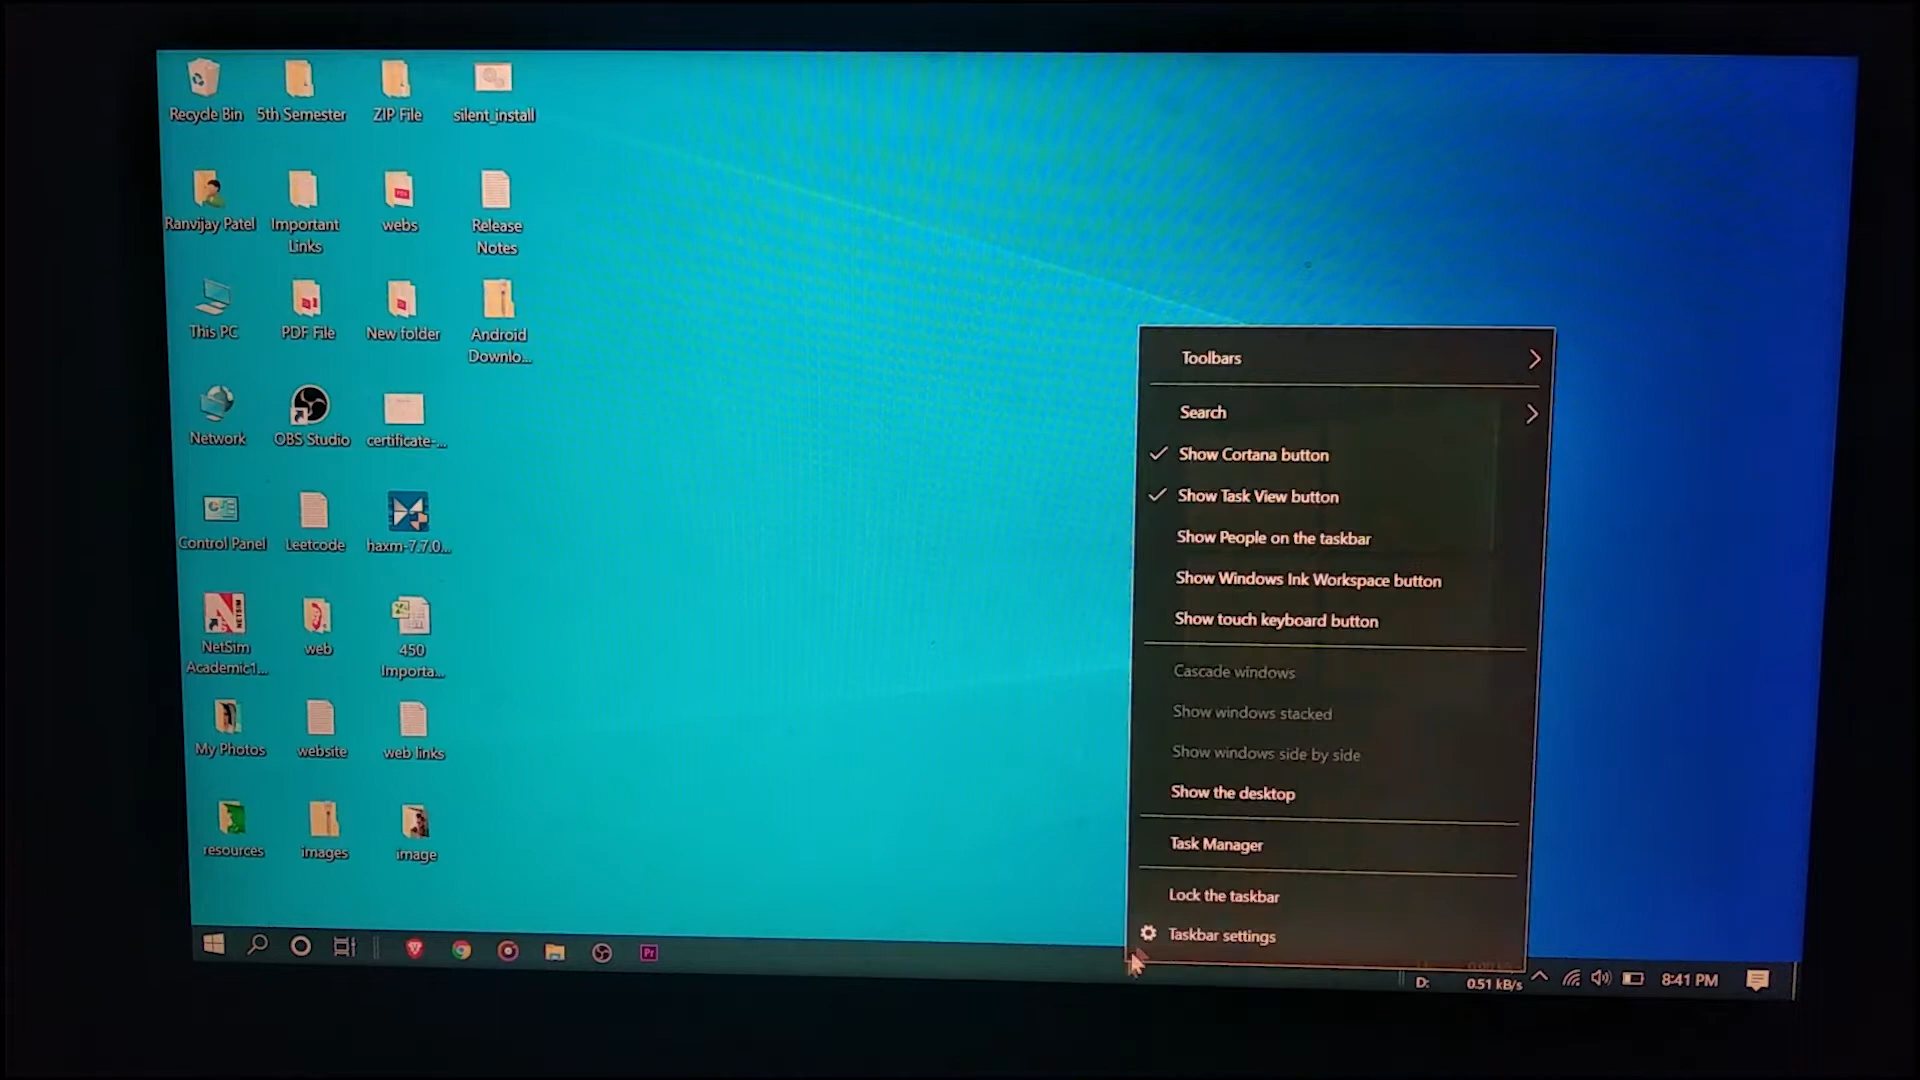 Recycle Bin
5th Semester
ZIP File
silent_install
Ranvijay Patel
Important
Links
webs
Release
Notes
This PC
PDF File
New folder
Android
Downlo...
Network
OBS Studio
certificate-...
Control Panel
Leetcode
haxm-7.7.0...
NetSim
Academic1...
web
450
Importa...
My Photos
website
web links
resources
images
image
Toolbars
Search
Show Cortana button
Show Task View button
Show People on the taskbar
Show Windows Ink Workspace button
Show touch keyboard button
Cascade windows
Show windows stacked
Show windows side by side
Show the desktop
Task Manager
Lock the taskbar
Taskbar settings
Pr
D: 0.51 kB/s
8:41 PM